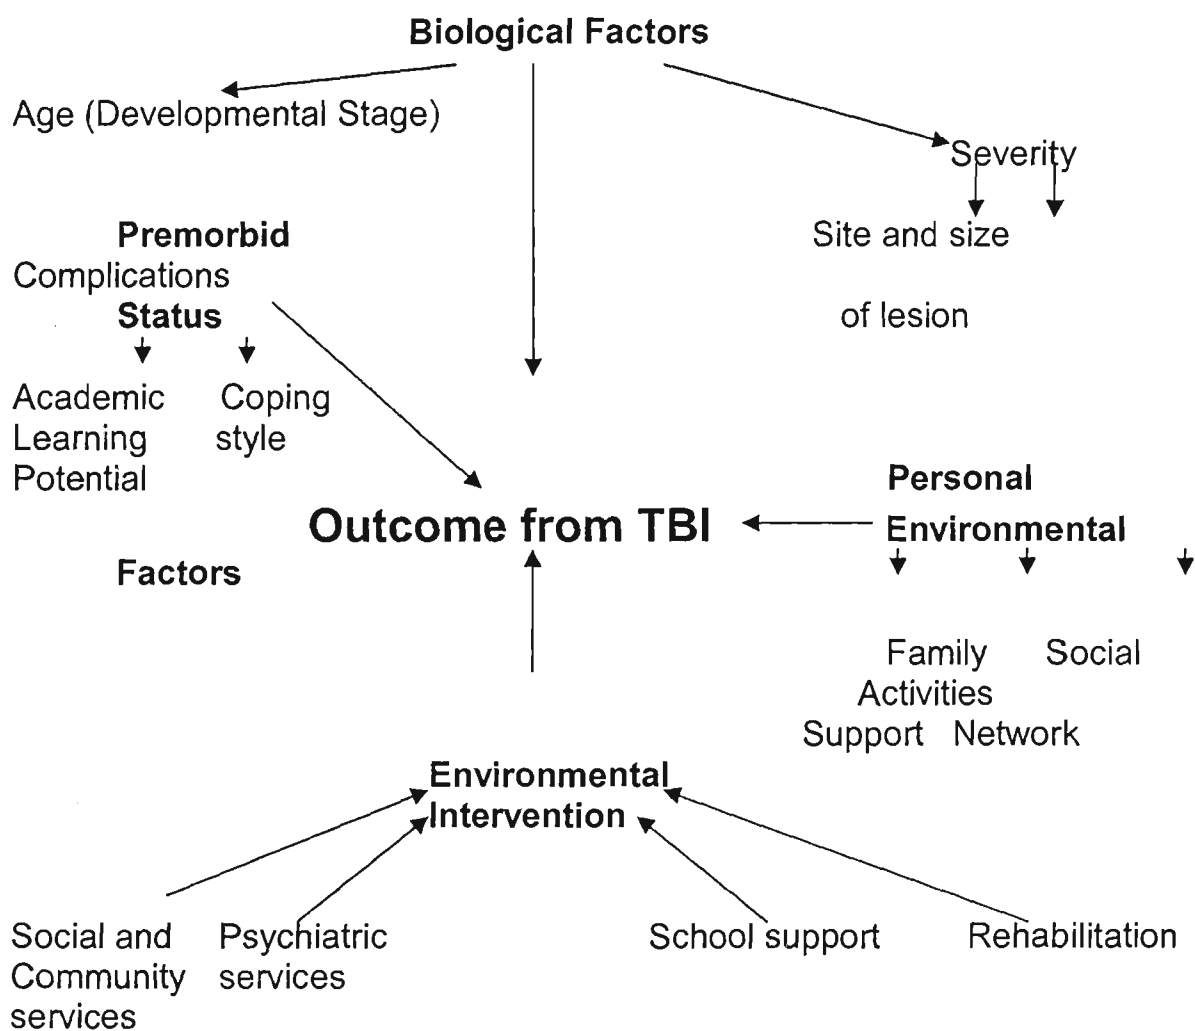 Biological Factors
Age (Developmental Stage)
Severity
Premorbid
Site and size
Complications
Status
of lesion
Academic Coping
Learning style
Potential
Personal
Outcome from TBI
Environmental
Factors
Family Social
Activities
Support Network
Environmental
Intervention
Social and Psychiatric School support Rehabilitation
Community services
services